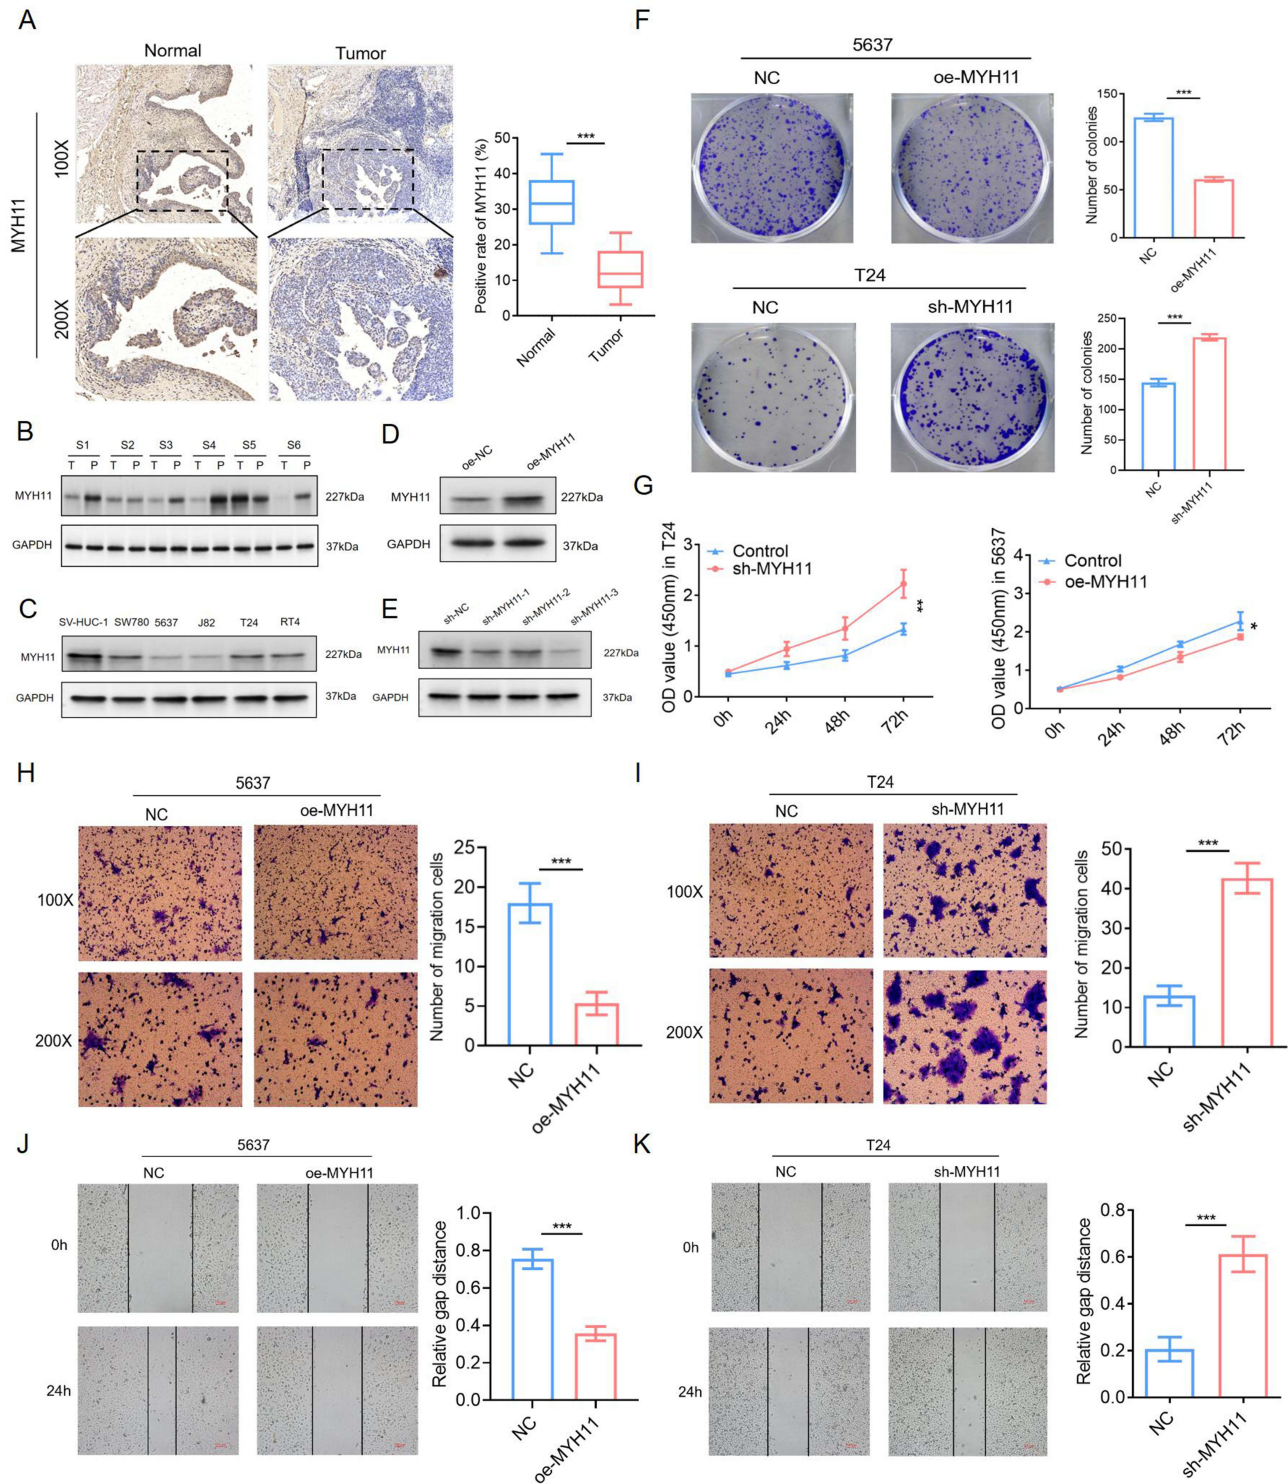 A
Normal
Tumor
MYH11
100X
200X
Positive rate of MYH11 (%)
50
40
30
20
10
0
***
Normal
Tumor
B
S1 S2 S3 S4 S5 S6
T P T P T P T P T P T P
MYH11
227kDa
GAPDH
37kDa
C
SV-HUC-1 SW780 5637 J82 T24 RT4
MYH11
227kDa
GAPDH
37kDa
D
oe-NC
oe-MYH11
MYH11
227kDa
GAPDH
37kDa
E
sh-NC
sh-MYH11-1
sh-MYH11-2
sh-MYH11-3
MYH11
227kDa
GAPDH
37kDa
F
5637
NC
oe-MYH11
Number of colonies
150
100
50
0
***
NC
oe-MYH11
T24
NC
sh-MYH11
Number of colonies
250
200
150
100
50
0
***
NC
sh-MYH11
G
OD value (450nm) in T24
3
2
1
0
Control
sh-MYH11
**
0h
24h
48h
72h
OD value (450nm) in 5637
4
3
2
1
0
Control
oe-MYH11
*
0h
24h
48h
72h
H
5637
NC
oe-MYH11
100X
200X
Number of migration cells
25
20
15
10
5
0
***
NC
oe-MYH11
I
T24
NC
sh-MYH11
100X
200X
Number of migration cells
50
40
30
20
10
0
***
NC
sh-MYH11
J
5637
NC
oe-MYH11
0h
24h
Relative gap distance
1.0
0.8
0.6
0.4
0.2
0.0
***
NC
oe-MYH11
K
T24
NC
sh-MYH11
0h
24h
Relative gap distance
0.8
0.6
0.4
0.2
0.0
***
NC
sh-MYH11